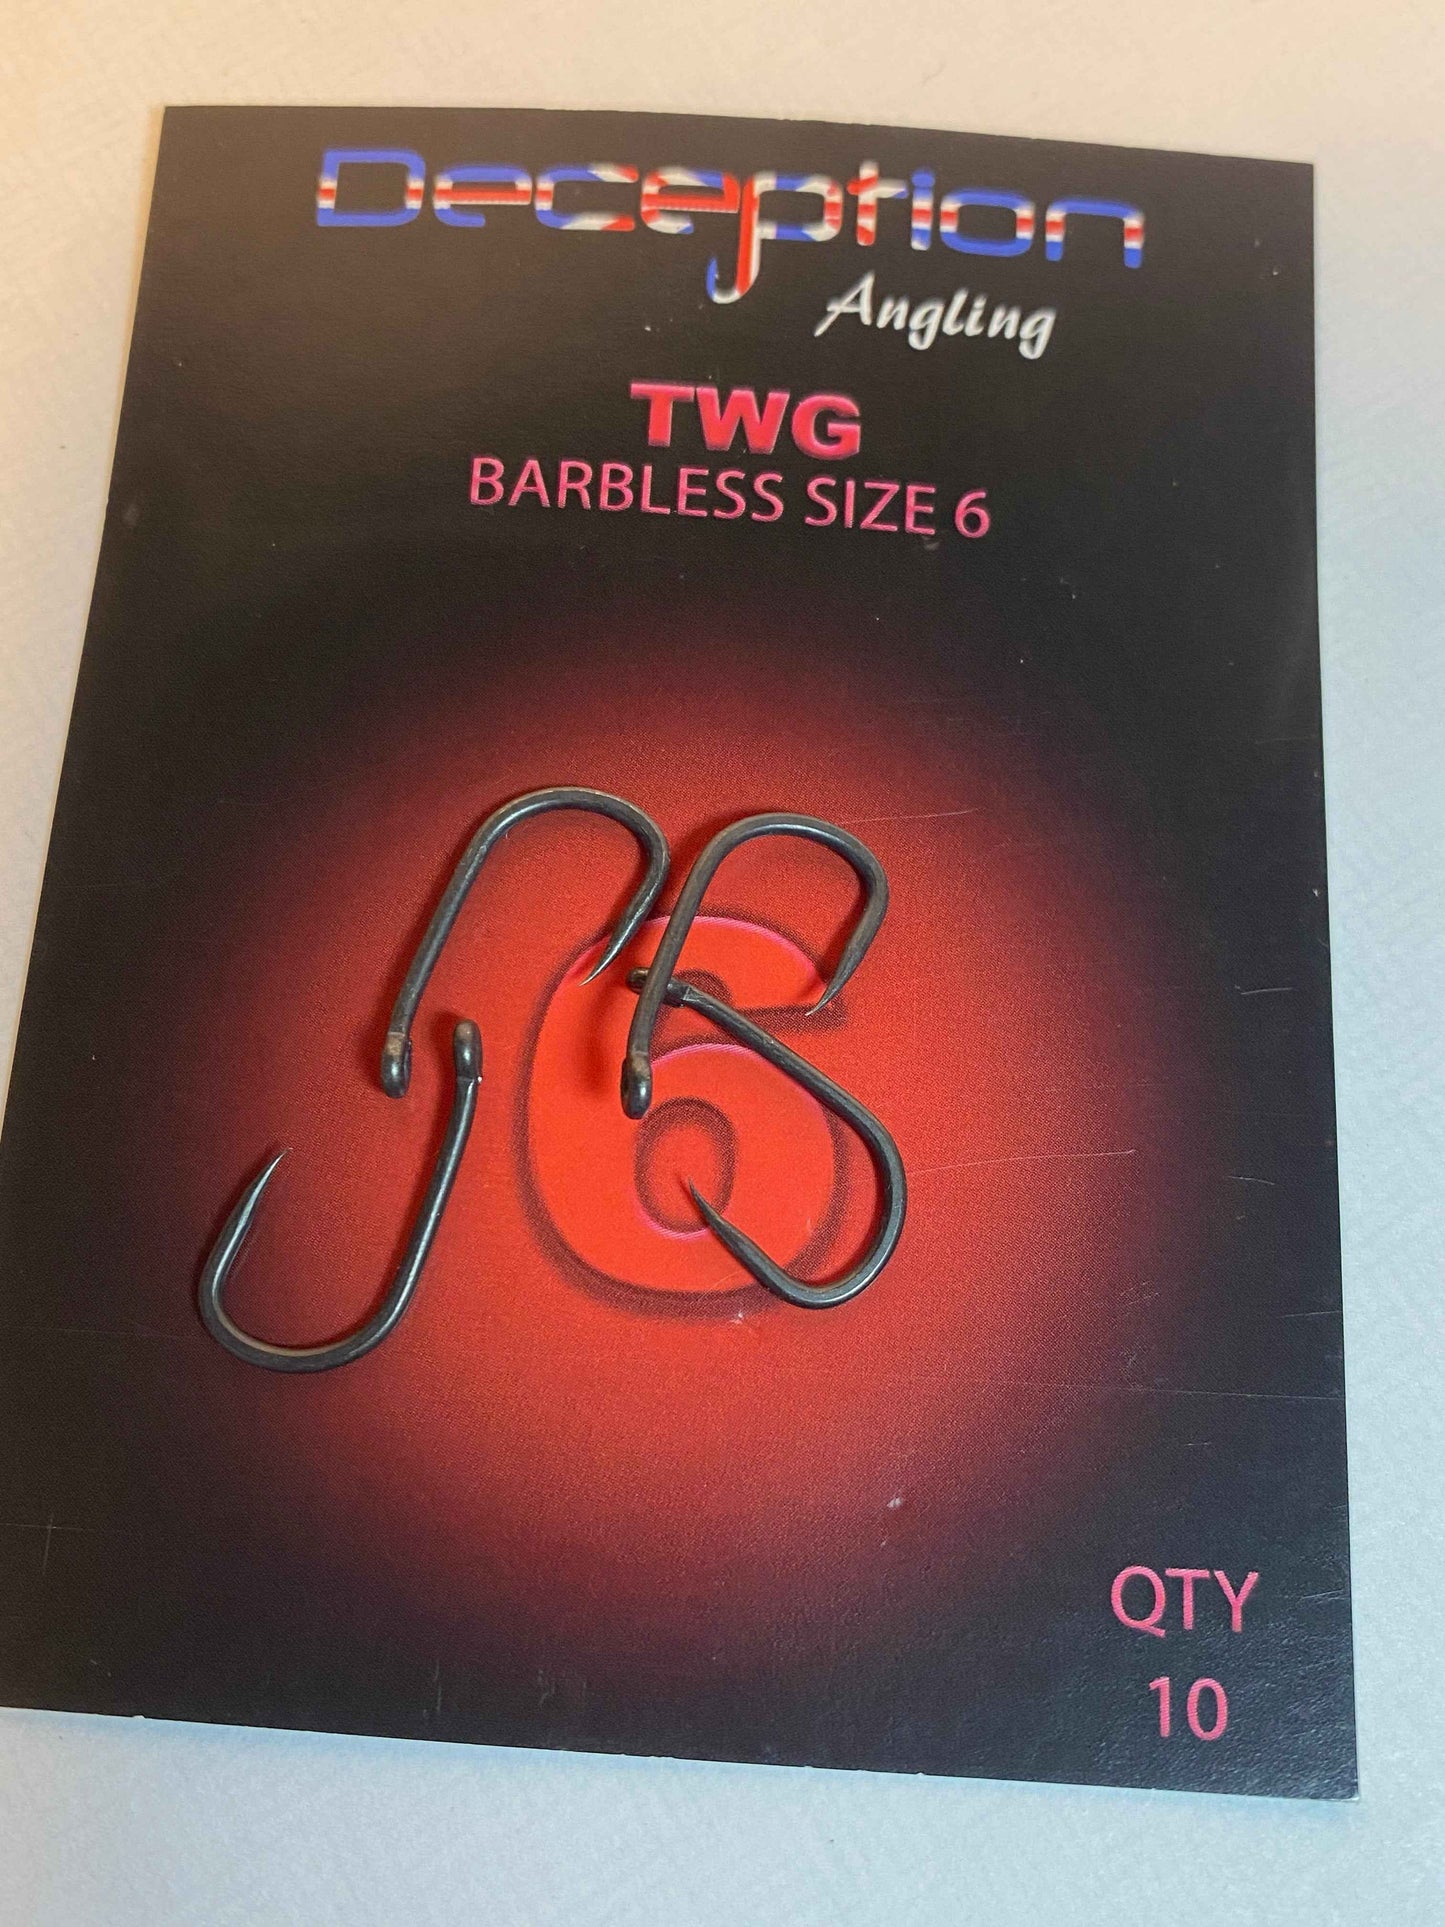 Deception
Angling
TWG
BARBLESS SIZE 6
6
QTY
10